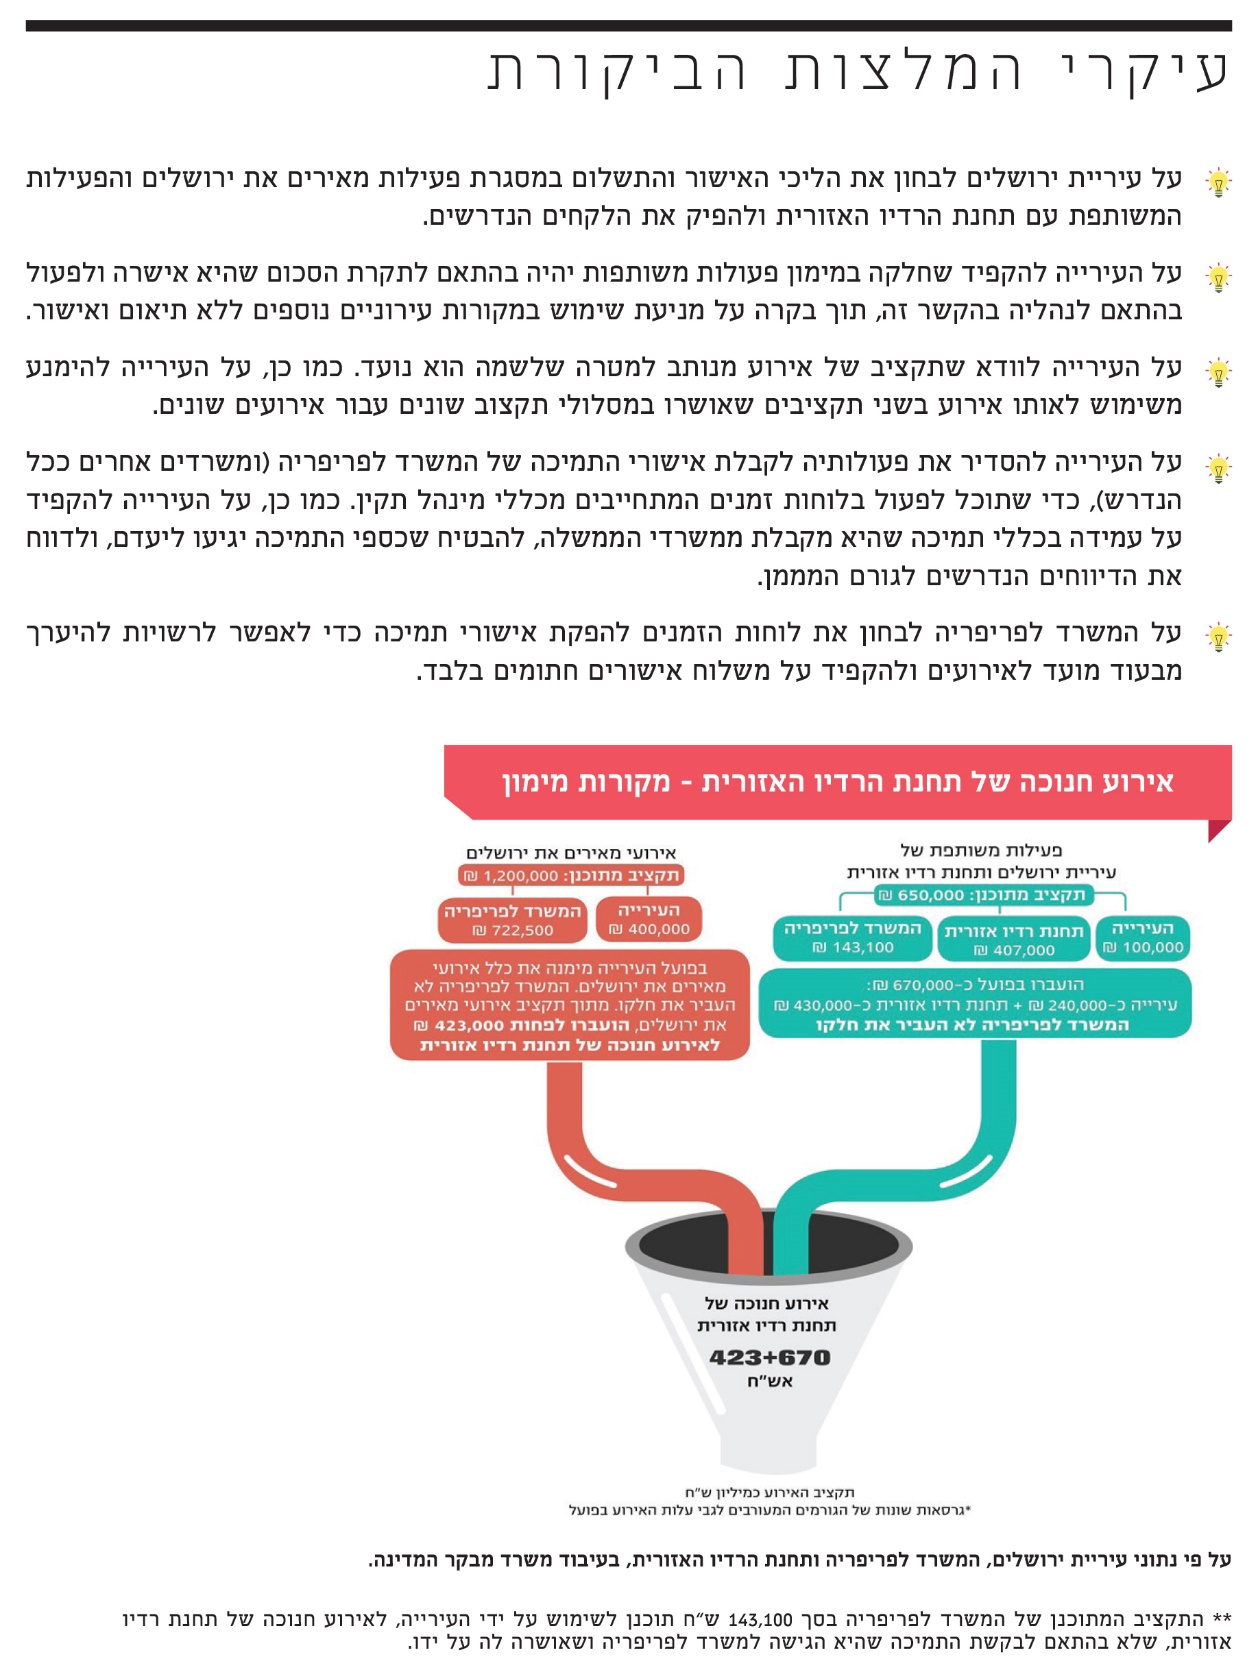 עיקרי המלצות הביקורת
על עיריית ירושלים לבחון את הליכי האישור והתשלום במסגרת פעילות מאירים את ירושלים והפעילות
המשותפת עם תחנת הרדיו האזורית ולהפיק את הלקחים הנדרשים.
על העירייה להקפיד שחלקה במימון פעולות משותפות יהיה בהתאם לתקרת הסכום שהיא אישרה ולפעול
בהתאם לנהליה בהקשר זה, תוך בקרה על מניעת שימוש במקורות עירוניים נוספים ללא תיאום ואישור.
על העירייה לוודא שתקציב של אירוע מנותב למטרה שלשמה הוא נועד. כמו כן, על העירייה להימנע
משימוש לאותו אירוע בשני תקציבים שאושרו במסלולי תקצוב שונים עבור אירועים שונים.
על העירייה להסדיר את פעולותיה לקבלת אישורי התמיכה של המשרד לפריפריה (ומשרדים אחרים ככל
הנדרש), כדי שתוכל לפעול בלוחות זמנים המתחייבים מכללי מינהל תקין. כמו כן, על העירייה להקפיד
על עמידה בכללי תמיכה שהיא מקבלת ממשרדי הממשלה, להבטיח שכספי התמיכה יגיעו ליעדם, ולדווח
את הדיווחים הנדרשים לגורם המממן.
על המשרד לפריפריה לבחון את לוחות הזמנים להפקת אישורי תמיכה כדי לאפשר לרשויות להיערך
מבעוד מועד לאירועים ולהקפיד על משלוח אישורים חתומים בלבד.
אירוע חנוכה של תחנת הרדיו האזורית - מקורות מימון
פעילות משותפת של
עיריית ירושלים ותחנת רדיו אזורית
תקציב מתוכנן: 650,000 ₪
העירייה
100,000 ₪
תחנת רדיו אזורית
407,000 ₪
המשרד לפריפריה
143,100 ₪
הועברו בפועל כ-670,000 ₪:
עירייה כ-240,000 ₪ + תחנת רדיו אזורית כ-430,000 ₪
המשרד לפריפריה לא העביר את חלקו
אירועי מאירים את ירושלים
תקציב מתוכנן: 1,200,000 ₪
העירייה
400,000 ₪
המשרד לפריפריה
722,500 ₪
בפועל העירייה מימנה את כלל אירועי
מאירים את ירושלים. המשרד לפריפריה לא
העביר את חלקו. מתוך תקציב אירועי מאירים
את ירושלים, הועברו לפחות 423,000 ₪
לאירוע חנוכה של תחנת רדיו אזורית
אירוע חנוכה של
תחנת רדיו אזורית
423+670
אש"ח
תקציב האירוע כמיליון ש"ח
*גרסאות שונות של הגורמים המעורבים לגבי עלות האירוע בפועל
על פי נתוני עיריית ירושלים, המשרד לפריפריה ותחנת הרדיו האזורית, בעיבוד משרד מבקר המדינה.
** התקציב המתוכנן של המשרד לפריפריה בסך 143,100 ש"ח תוכנן לשימוש על ידי העירייה, לאירוע חנוכה של תחנת רדיו
אזורית, שלא בהתאם לבקשת התמיכה שהיא הגישה למשרד לפריפריה ושאושרה לה על ידו.